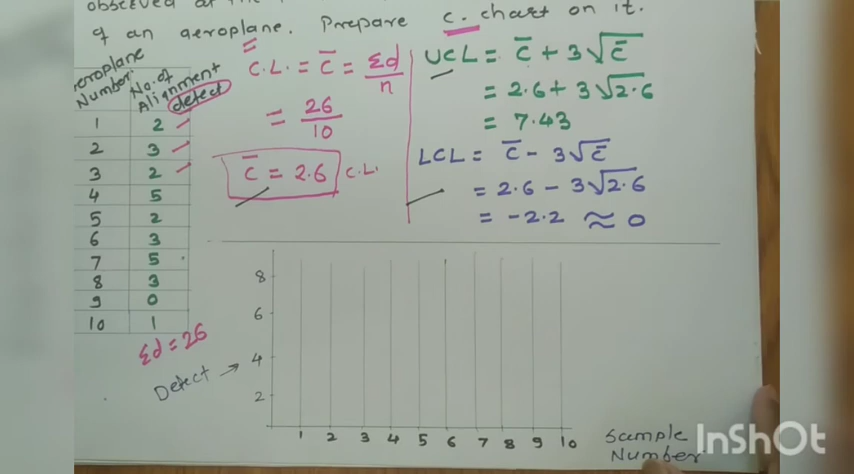 observed at the
of an aeroplane. Prepare c. chart on it.
Number
No. of
Alignment
defect
1 2
2 3
3 2
4 5
5 2
6 3
7 5
8 3
9 0
10 1
Σd = 26
C.L. = c̄ = Σd/n
= 26/10
c̄ = 2.6 C.L.
UCL = c̄ + 3√c̄
= 2.6 + 3√2.6
= 7.43
LCL = c̄ - 3√c̄
= 2.6 - 3√2.6
= -2.2 ≈ 0
8
6
4
2
Defect →
1 2 3 4 5 6 7 8 9 10
Sample
Number
InShOt